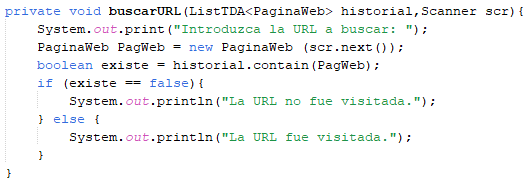 private void buscarURL(ListTDA<PaginaWeb> historial,Scanner scr){
System.out.print("Introduzca la URL a buscar: ");
PaginaWeb PagWeb = new PaginaWeb (scr.next());
boolean existe = historial.contain(PagWeb);
if (existe == false){
System.out.println("La URL no fue visitada.");
} else {
System.out.println("La URL fue visitada.");
}
}